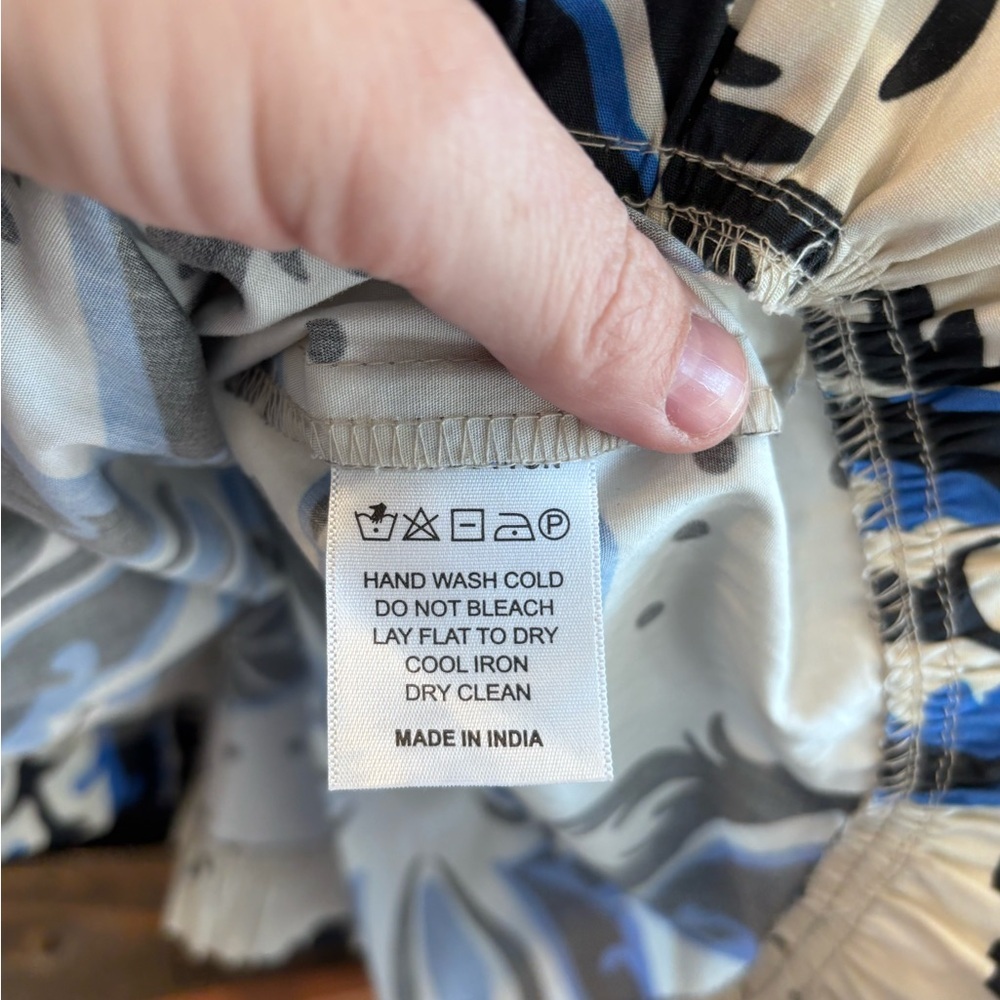 HAND WASH COLD
DO NOT BLEACH
LAY FLAT TO DRY
COOL IRON
DRY CLEAN
MADE IN INDIA